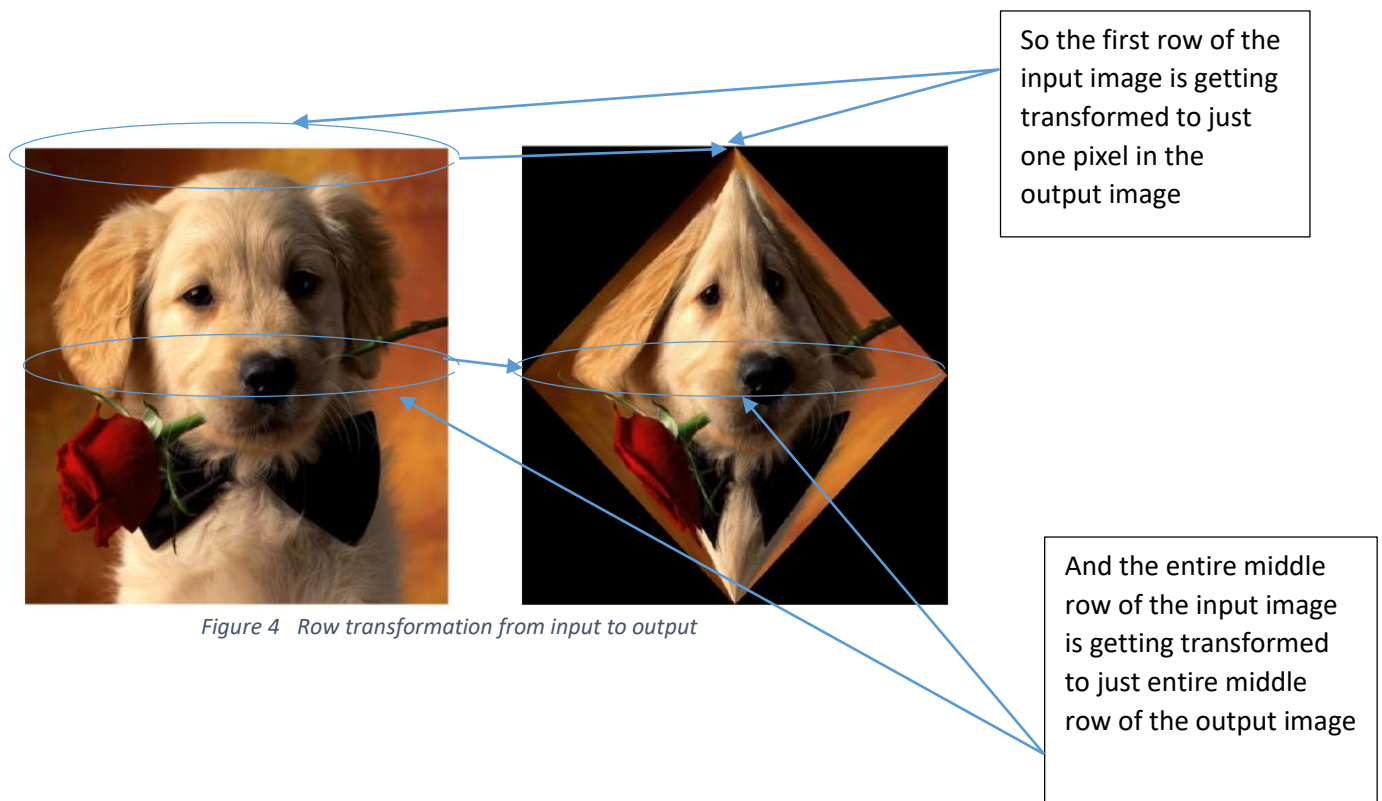 So the first row of the
input image is getting
transformed to just
one pixel in the
output image
Figure 4 Row transformation from input to output
And the entire middle
row of the input image
is getting transformed
to just entire middle
row of the output image